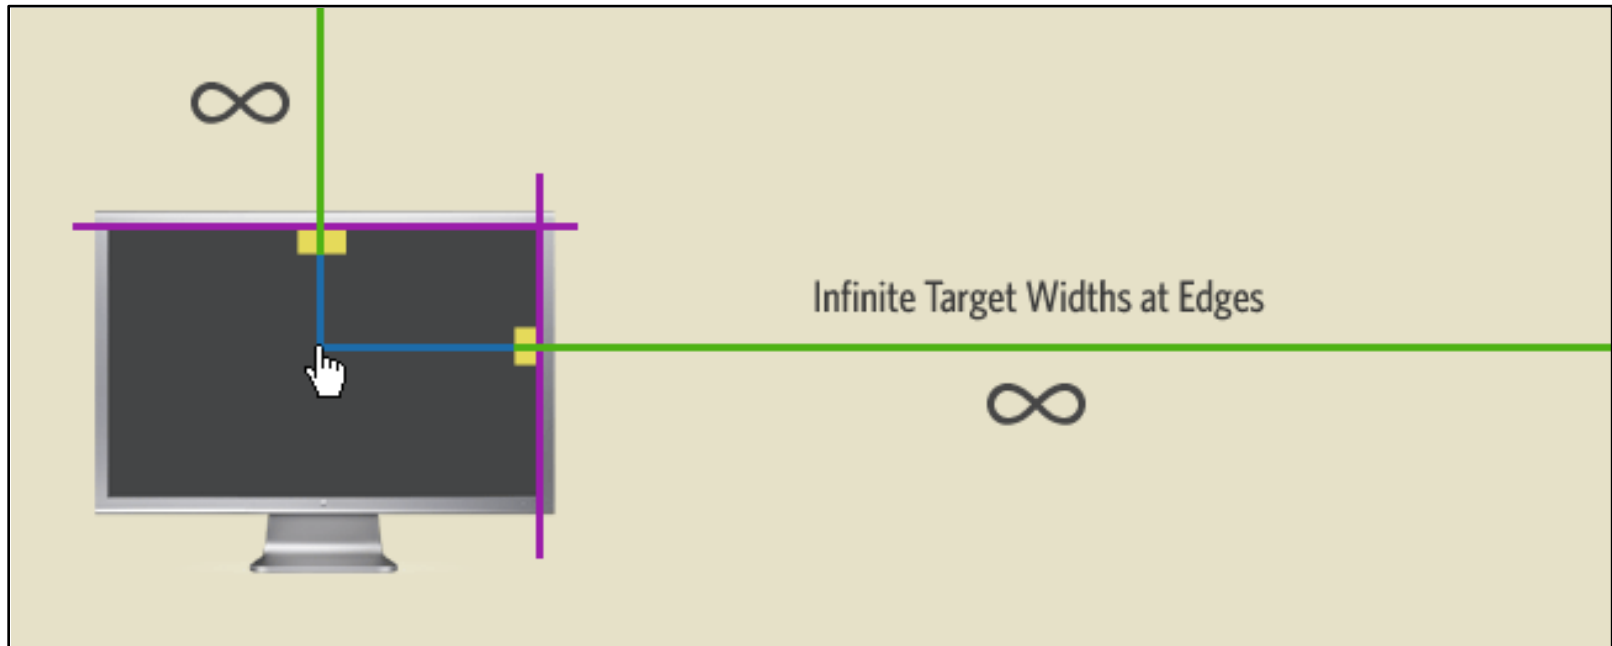 ∞
Infinite Target Widths at Edges
∞